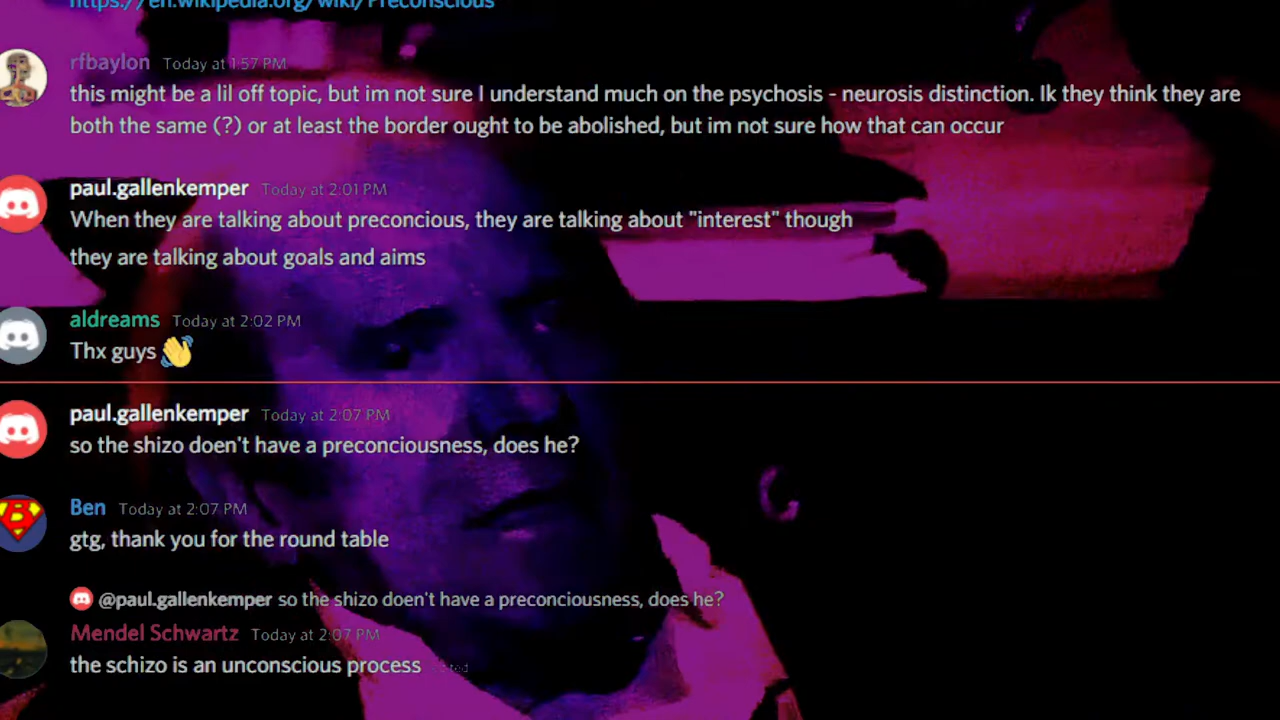 https://en.wikipedia.org/wiki/Preconscious
rfbaylon Today at 1:57 PM
this might be a lil off topic, but im not sure I understand much on the psychosis - neurosis distinction. Ik they think they are
both the same (?) or at least the border ought to be abolished, but im not sure how that can occur
paul.gallenkemper Today at 2:01 PM
When they are talking about preconcious, they are talking about "interest" though
they are talking about goals and aims
aldreams Today at 2:02 PM
Thx guys 👋
paul.gallenkemper Today at 2:07 PM
so the shizo doen't have a preconciousness, does he?
Ben Today at 2:07 PM
gtg, thank you for the round table
@paul.gallenkemper so the shizo doen't have a preconciousness, does he?
Mendel Schwartz Today at 2:07 PM
the schizo is an unconscious process